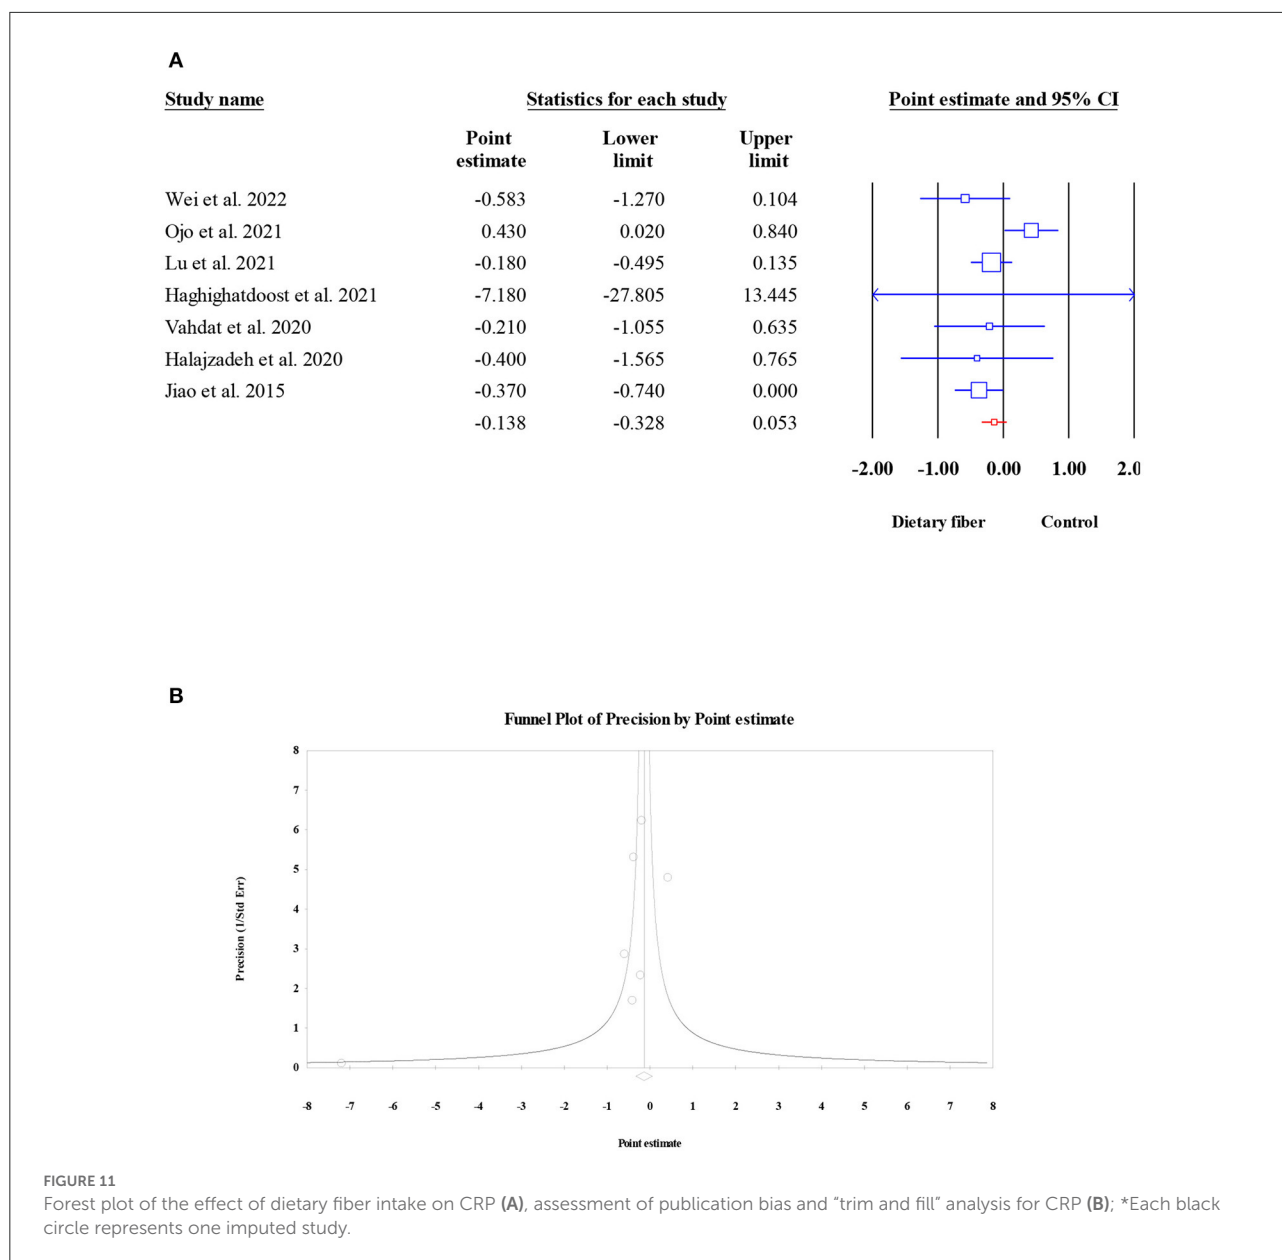 A
Study name Statistics for each study Point estimate and 95% CI
Point Lower Upper
estimate limit limit
Wei et al. 2022 -0.583 -1.270 0.104
Ojo et al. 2021 0.430 0.020 0.840
Lu et al. 2021 -0.180 -0.495 0.135
Haghighatdoost et al. 2021 -7.180 -27.805 13.445
Vahdat et al. 2020 -0.210 -1.055 0.635
Halajzadeh et al. 2020 -0.400 -1.565 0.765
Jiao et al. 2015 -0.370 -0.740 0.000
-0.138 -0.328 0.053
-2.00 -1.00 0.00 1.00 2.0
Dietary fiber Control
B
Funnel Plot of Precision by Point estimate
8
7
6
5
4
3
2
1
0
Precision (1/Std Err)
-8 -7 -6 -5 -4 -3 -2 -1 0 1 2 3 4 5 6 7 8
Point estimate
FIGURE 11
Forest plot of the effect of dietary fiber intake on CRP (A), assessment of publication bias and “trim and fill” analysis for CRP (B); *Each black
circle represents one imputed study.